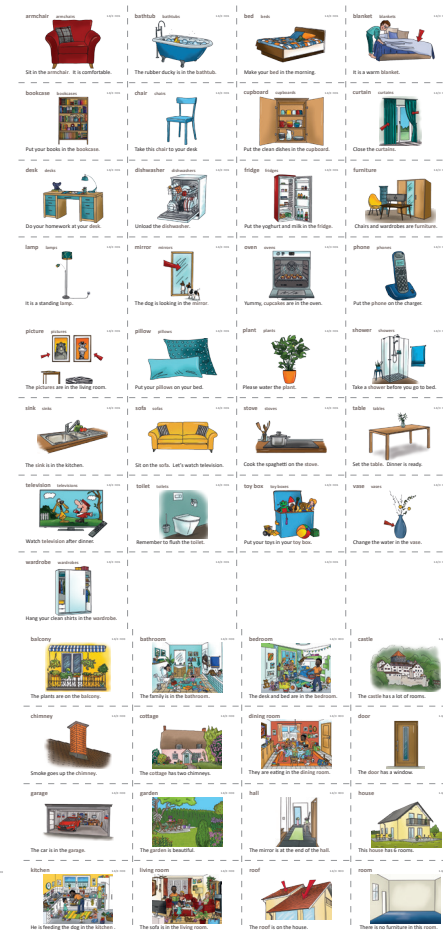 armchair armchairs
Sit in the armchair. It is comfortable.
bathtub bathtubs
The rubber ducky is in the bathtub.
bed beds
Make your bed in the morning.
blanket blankets
It is a warm blanket.
bookcase bookcases
Put your books in the bookcase.
chair chairs
Take this chair to your desk
cupboard cupboards
Put the clean dishes in the cupboard.
curtain curtains
Close the curtains.
desk desks
Do your homework at your desk.
dishwasher dishwashers
Unload the dishwasher.
fridge fridges
Put the yoghurt and milk in the fridge.
furniture
Chairs and wardrobes are furniture.
lamp lamps
It is a standing lamp.
mirror mirrors
The dog is looking in the mirror.
oven ovens
Yummy, cupcakes are in the oven.
phone phones
Put the phone on the charger.
picture pictures
The pictures are in the living room.
pillow pillows
Put your pillows on your bed.
plant plants
Please water the plant.
shower showers
Take a shower before you go to bed.
sink sinks
The sink is in the kitchen.
sofa sofas
Sit on the sofa. Let's watch television.
stove stoves
Cook the spaghetti on the stove.
table tables
Set the table. Dinner is ready.
television televisions
Watch television after dinner.
toilet toilets
Remember to flush the toilet.
toy box toy boxes
Put your toys in your toy box.
vase vases
Change the water in the vase.
wardrobe wardrobes
Hang your clean shirts in the wardrobe.
balcony
The plants are on the balcony.
bathroom
The family is in the bathroom.
bedroom
The desk and bed are in the bedroom.
castle
The castle has a lot of rooms.
chimney
Smoke goes up the chimney.
cottage
The cottage has two chimneys.
dining room
They are eating in the dining room.
door
The door has a window.
garage
The car is in the garage.
garden
The garden is beautiful.
hall
The mirror is at the end of the hall.
house
This house has 6 rooms.
kitchen
He is feeding the dog in the kitchen.
living room
The sofa is in the living room.
roof
The roof is on the house.
room
There is no furniture in this room.